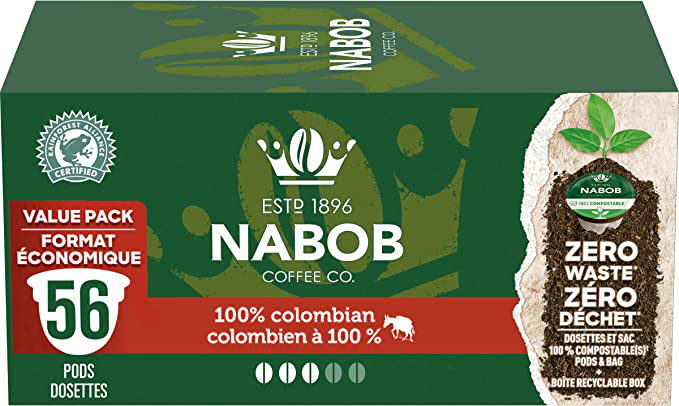 ESTD 1896
NABOB
COFFEE CO.
RAINFOREST ALLIANCE
CERTIFIED
VALUE PACK
FORMAT
ÉCONOMIQUE
56
PODS
DOSETTES
ESTD 1896
NABOB
COFFEE CO.
100% colombian
colombien à 100 %
NABOB
100% COMPOSTABLE
ZERO
WASTE*
ZÉRO
DÉCHET*
DOSETTES ET SAC
100 % COMPOSTABLE(S)†
PODS & BAG
+
BOÎTE RECYCLABLE BOX